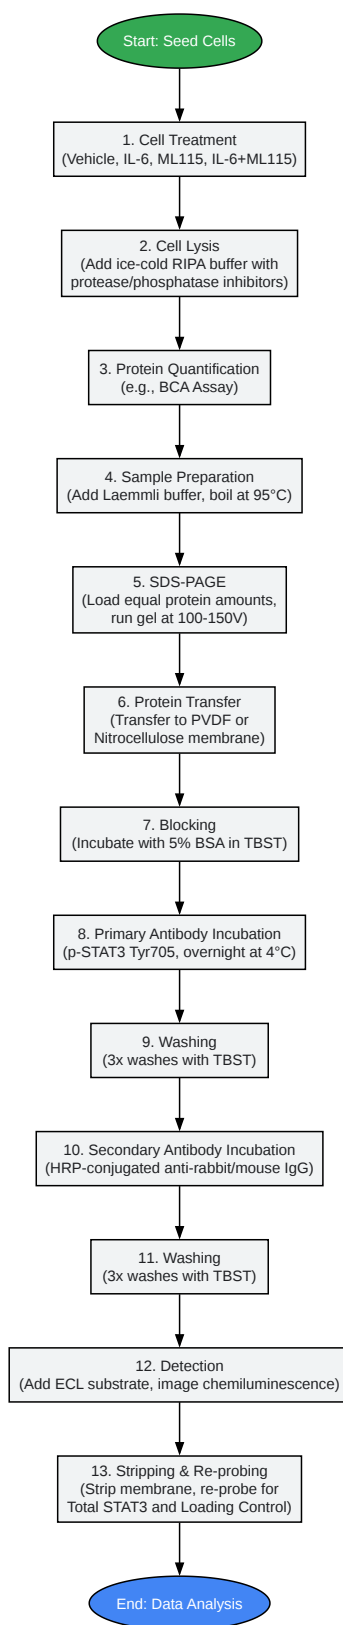 Start: Seed Cells
1. Cell Treatment
(Vehicle, IL-6, ML115, IL-6+ML115)
2. Cell Lysis
(Add ice-cold RIPA buffer with
protease/phosphatase inhibitors)
3. Protein Quantification
(e.g., BCA Assay)
4. Sample Preparation
(Add Laemmli buffer, boil at 95°C)
5. SDS-PAGE
(Load equal protein amounts,
run gel at 100-150V)
6. Protein Transfer
(Transfer to PVDF or
Nitrocellulose membrane)
7. Blocking
(Incubate with 5% BSA in TBST)
8. Primary Antibody Incubation
(p-STAT3 Tyr705, overnight at 4°C)
9. Washing
(3x washes with TBST)
10. Secondary Antibody Incubation
(HRP-conjugated anti-rabbit/mouse IgG)
11. Washing
(3x washes with TBST)
12. Detection
(Add ECL substrate, image chemiluminescence)
13. Stripping & Re-probing
(Strip membrane, re-probe for
Total STAT3 and Loading Control)
End: Data Analysis